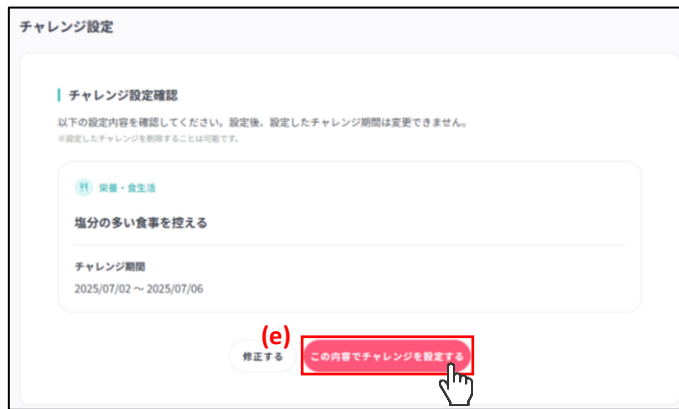 チャレンジ設定
チャレンジ設定確認
以下の設定内容を確認してください。設定後、設定したチャレンジ期間は変更できません。
※設定したチャレンジを削除することは可能です。
栄養・食生活
塩分の多い食事を控える
チャレンジ期間
2025/07/02 ～ 2025/07/06
(e)
修正する
この内容でチャレンジを設定する